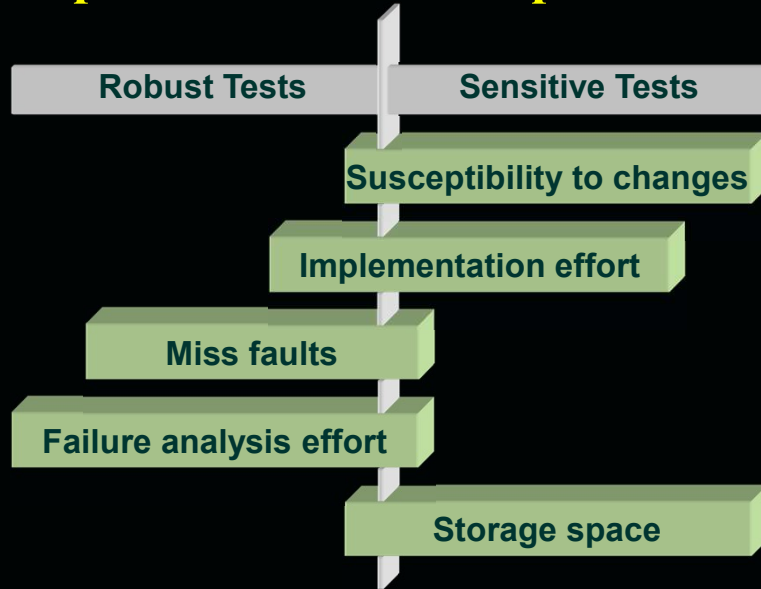 Robust Tests
Sensitive Tests
Susceptibility to changes
Implementation effort
Miss faults
Failure analysis effort
Storage space